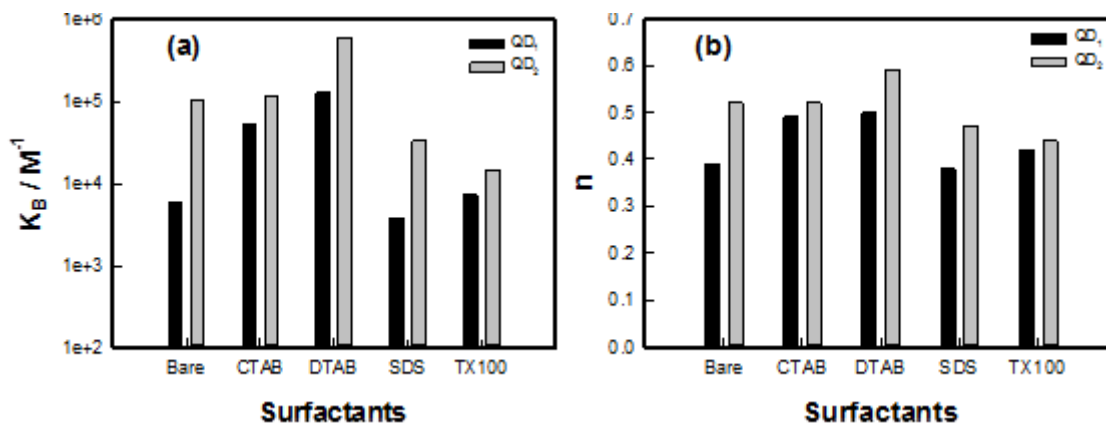 1e+6
(a)
QD₁
QD₂
1e+5
1e+4
1e+3
1e+2
K_B / M⁻¹
Bare CTAB DTAB SDS TX100
Surfactants
0.7
(b)
QD₁
QD₂
0.6
0.5
0.4
0.3
0.2
0.1
0.0
n
Bare CTAB DTAB SDS TX100
Surfactants